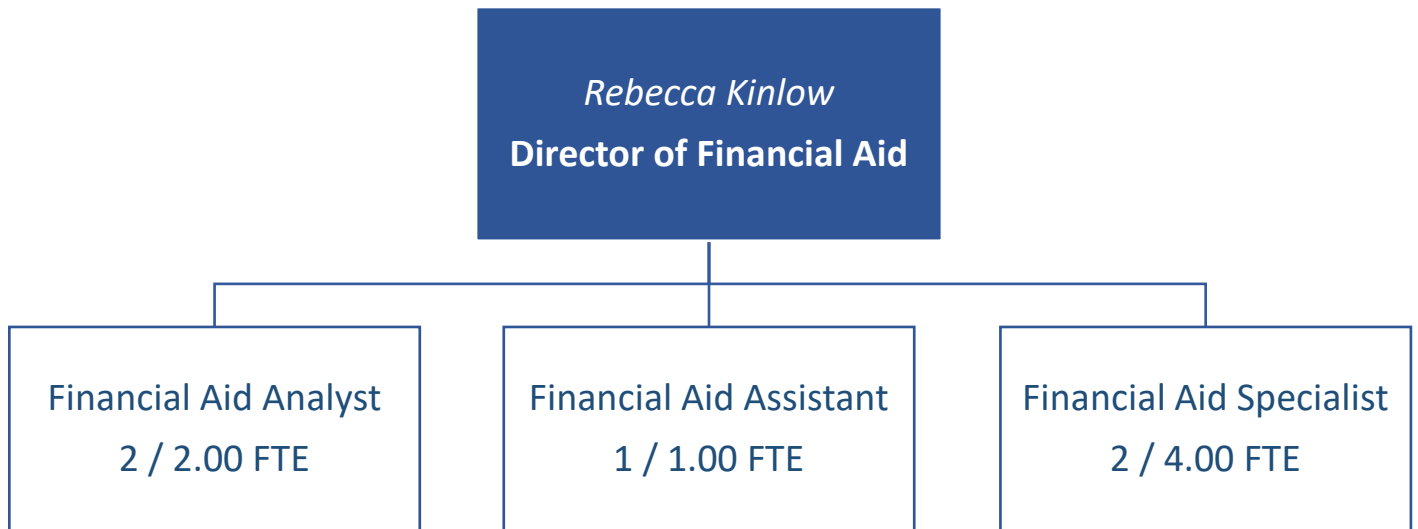 Rebecca Kinlow
Director of Financial Aid
Financial Aid Analyst
2 / 2.00 FTE
Financial Aid Assistant
1 / 1.00 FTE
Financial Aid Specialist
2 / 4.00 FTE